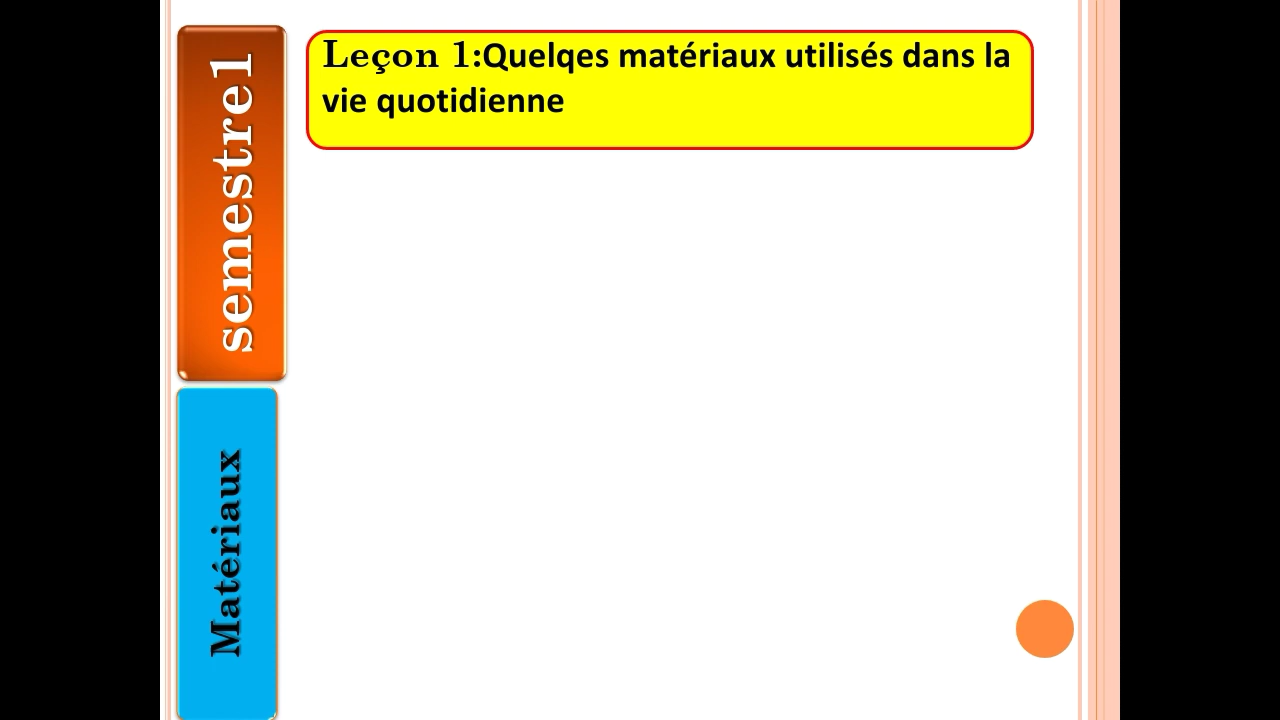 semestre1
Leçon 1:Quelqes matériaux utilisés dans la
vie quotidienne
Matériaux